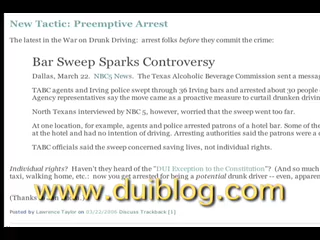 New Tactic: Preemptive Arrest
The latest in the War on Drunk Driving: arrest folks before they commit the crime:
Bar Sweep Sparks Controversy
Dallas, March 22. NBC5 News. The Texas Alcoholic Beverage Commission sent a messag
TABC agents and Irving police swept through 36 Irving bars and arrested about 30 people
Agency representatives say the move came as a proactive measure to curtail drunken drivin
North Texans interviewed by NBC 5, however, worried that the sweep went too far.
At one location, for example, agents and police arrested patrons of a hotel bar. Some of the
at the hotel and had no intention of driving. Arresting authorities said the patrons were a d
TABC officials said the sweep concerned saving lives, not individual rights.
Individual rights? Haven't they heard of the "DUI Exception to the Constitution"? (And so much
taxi, walking home, etc.: now you get arrested for being a potential drunk driver -- even, apparen
(Thanks
www.duiblog.com
Posted by Lawrence Taylor on 03/22/2006 Discuss Trackback [1]